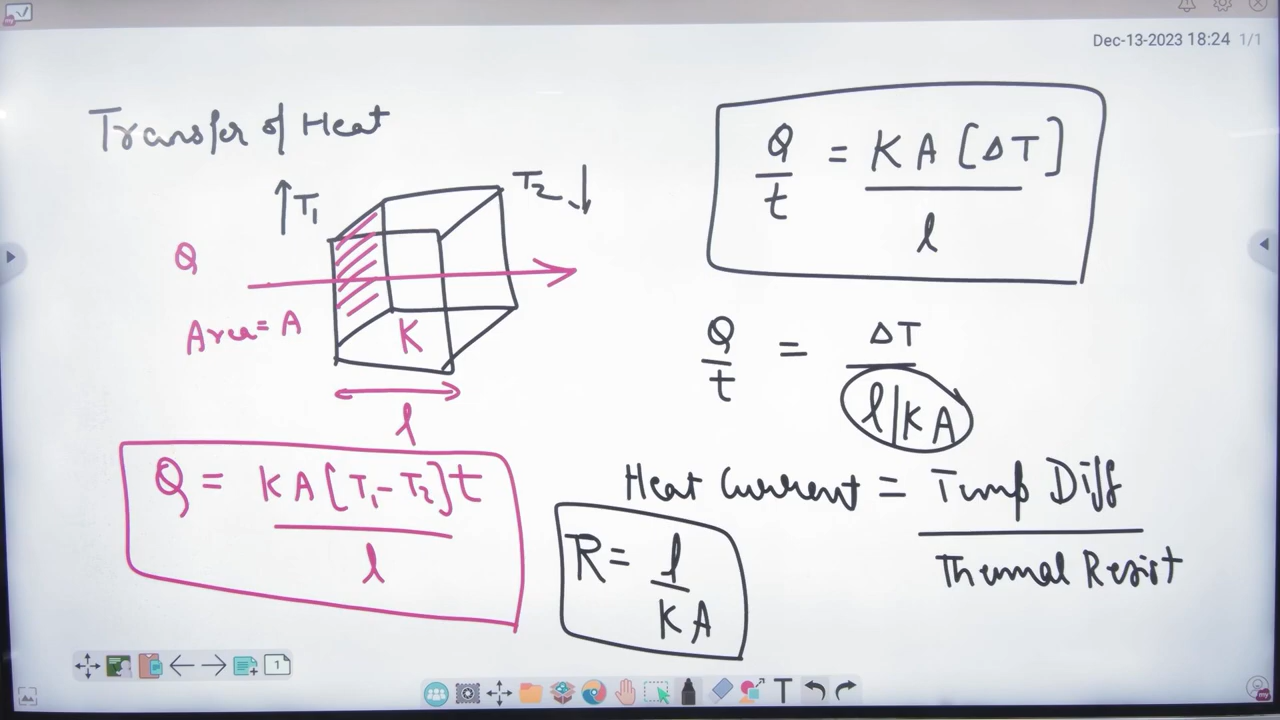 Dec-13-2023 18:24 1/1
Transfer of Heat
↑T₁
T₂↓
Q
Area = A
K
l
Q = KA[T₁-T₂]t / l
Q/t = KA[ΔT] / l
Q/t = ΔT / (l/KA)
Heat Current = Temp Diff / Thermal Resist
R = l / KA
1
T